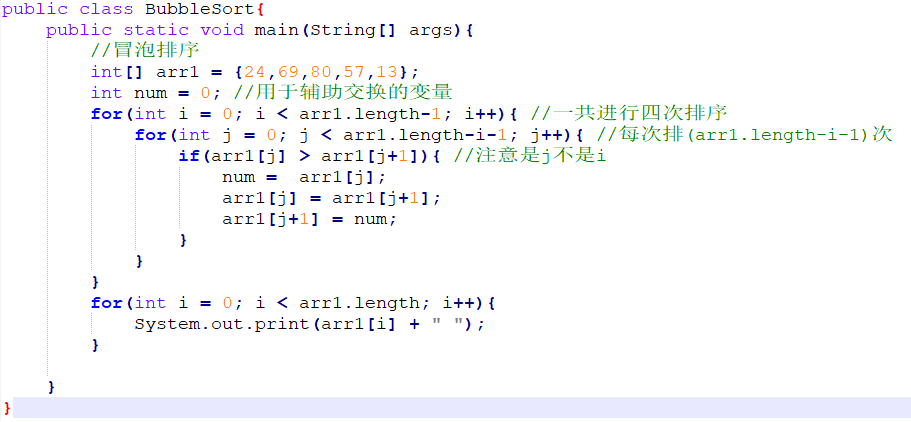 public class BubbleSort{
public static void main(String[] args){
//冒泡排序
int[] arr1 = {24,69,80,57,13};
int num = 0; //用于辅助交换的变量
for(int i = 0; i < arr1.length-1; i++){ //一共进行四次排序
for(int j = 0; j < arr1.length-i-1; j++){ //每次排(arr1.length-i-1)次
if(arr1[j] > arr1[j+1]){ //注意是j不是i
num =  arr1[j];
arr1[j] = arr1[j+1];
arr1[j+1] = num;
}
}
}
for(int i = 0; i < arr1.length; i++){
System.out.print(arr1[i] + " ");
}
}
}